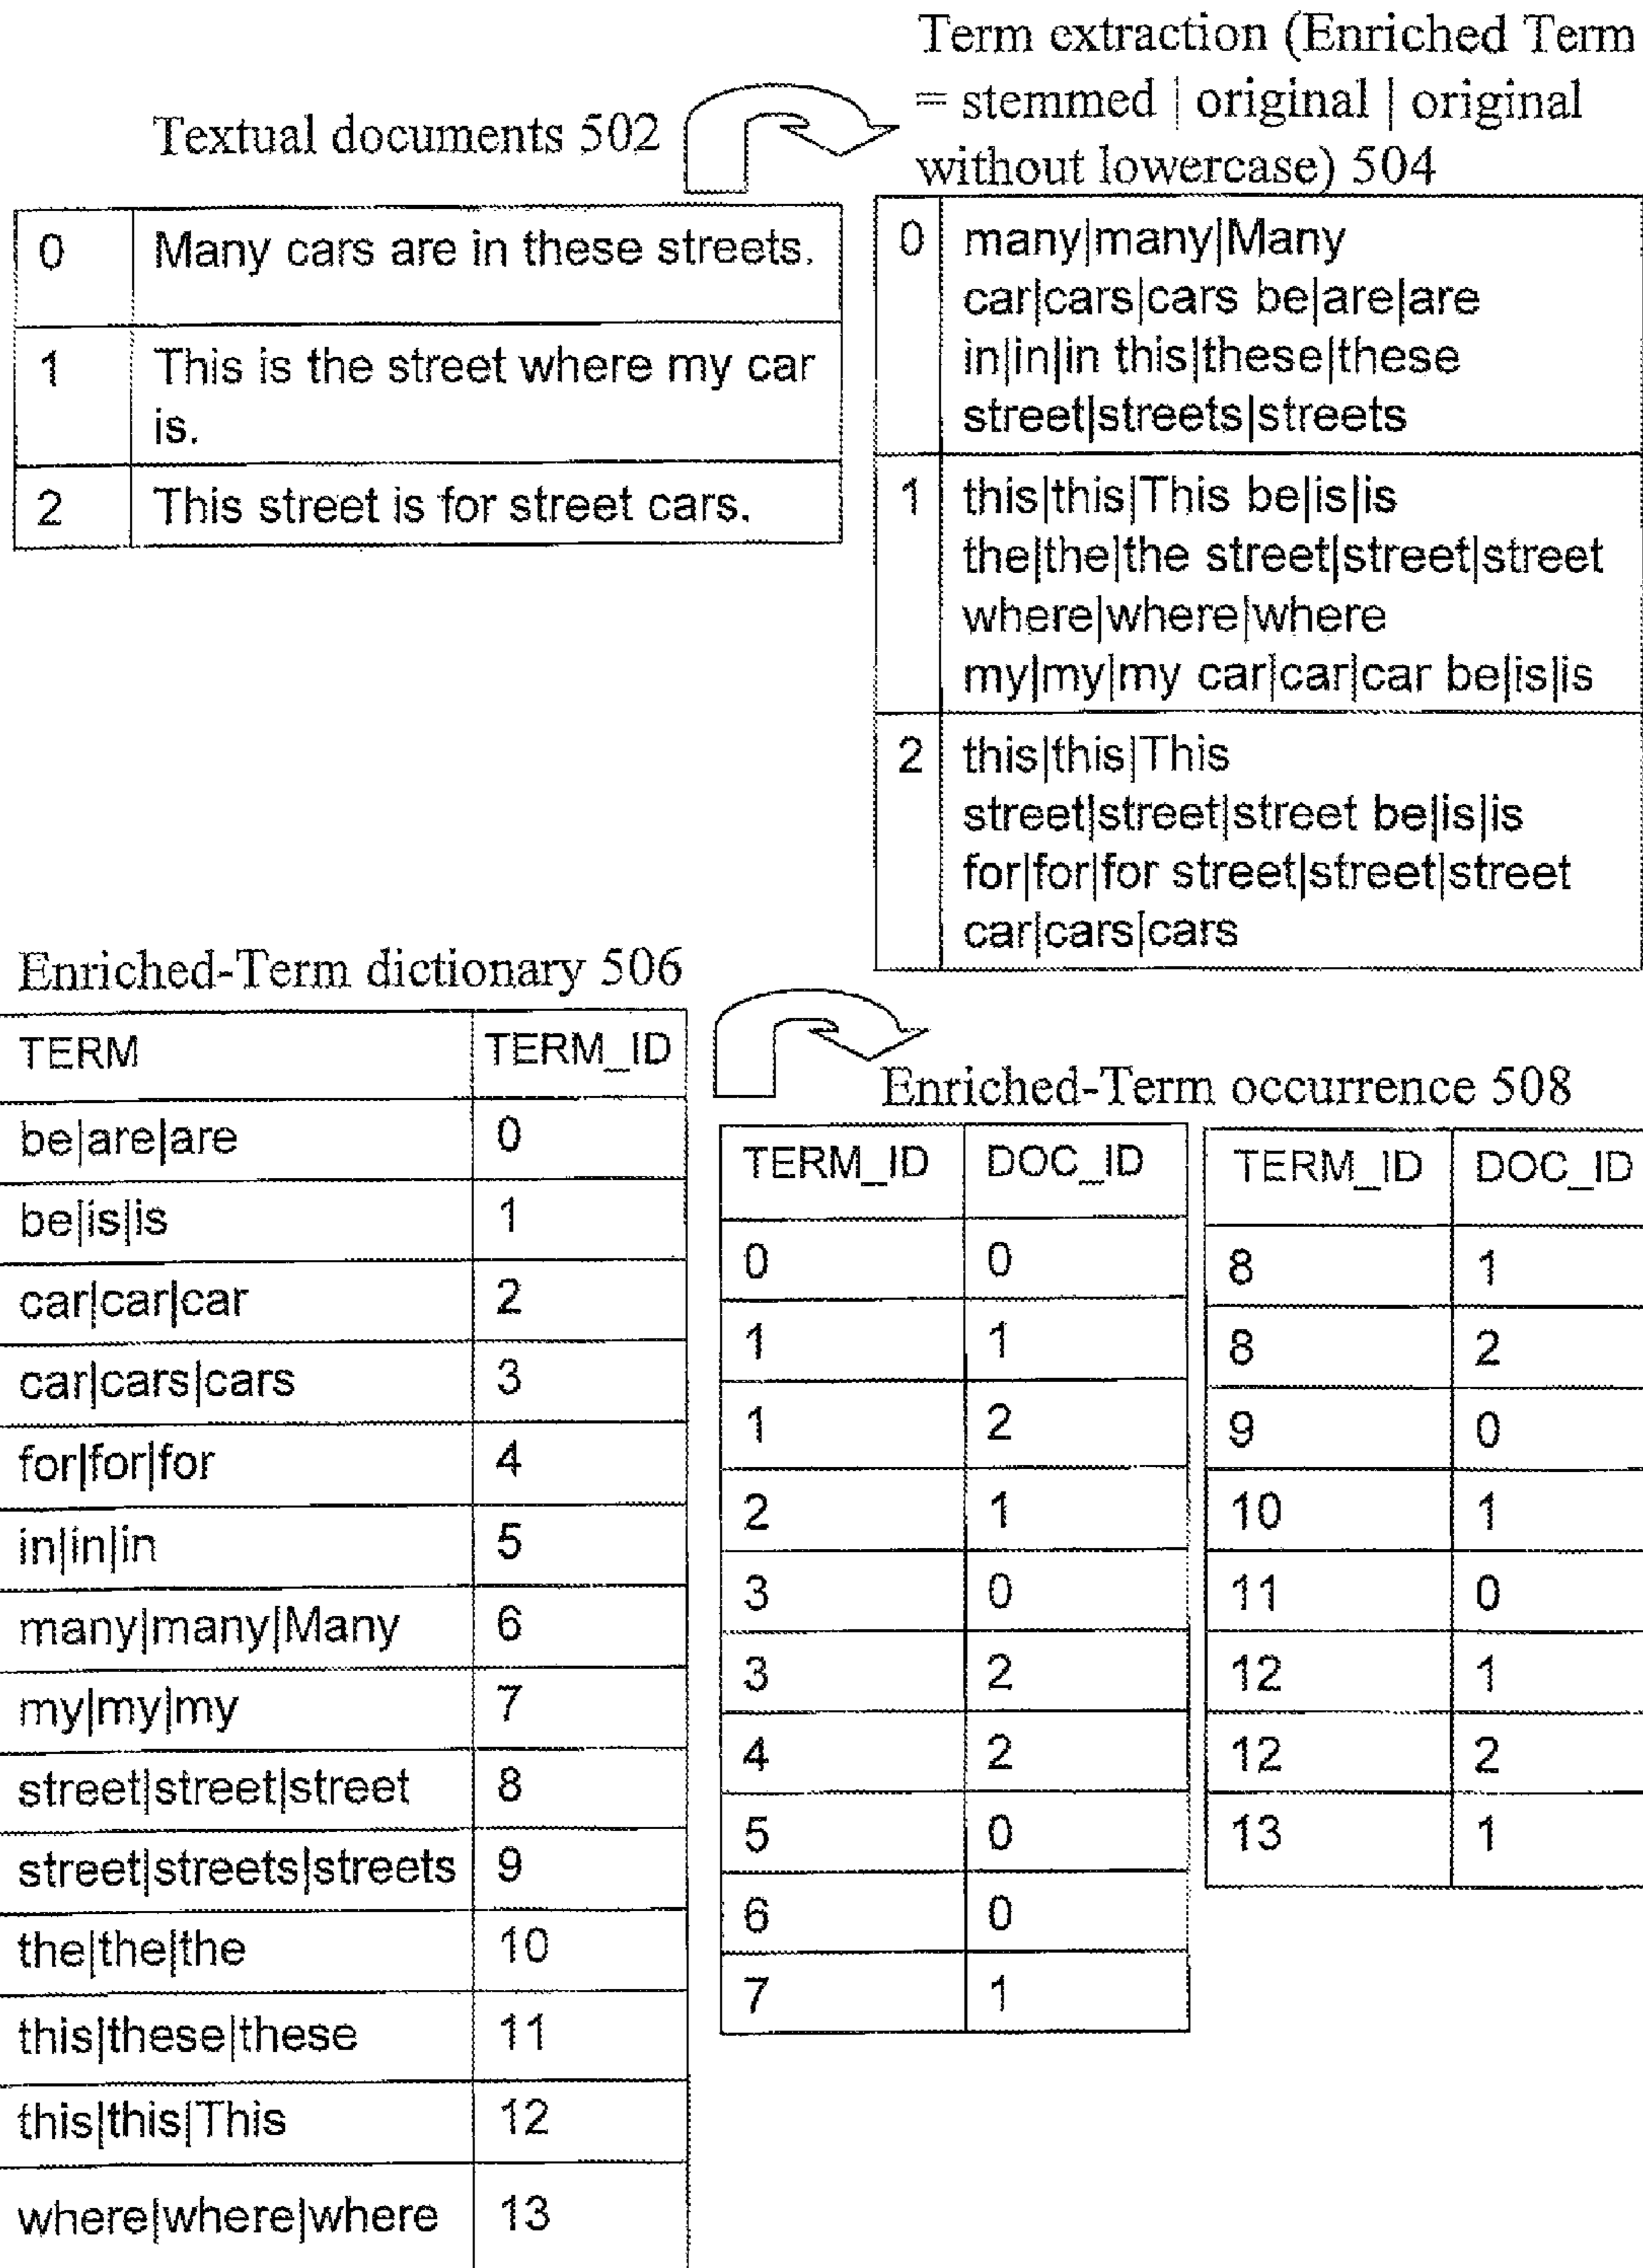 Textual documents 502
0 Many cars are in these streets.
1 This is the street where my car
is.
2 This street is for street cars.
Term extraction (Enriched Term
= stemmed | original | original
without lowercase) 504
0 many|many|Many
car|cars|cars be|are|are
in|in|in this|these|these
street|streets|streets
1 this|this|This be|is|is
the|the|the street|street|street
where|where|where
my|my|my car|car|car be|is|is
2 this|this|This
street|street|street be|is|is
for|for|for street|street|street
car|cars|cars
Enriched-Term dictionary 506
TERM TERM_ID
be|are|are 0
be|is|is 1
car|car|car 2
car|cars|cars 3
for|for|for 4
in|in|in 5
many|many|Many 6
my|my|my 7
street|street|street 8
street|streets|streets 9
the|the|the 10
this|these|these 11
this|this|This 12
where|where|where 13
Enriched-Term occurrence 508
TERM_ID DOC_ID
0 0
1 1
1 2
2 1
3 0
3 2
4 2
5 0
6 0
7 1
TERM_ID DOC_ID
8 1
8 2
9 0
10 1
11 0
12 1
12 2
13 1